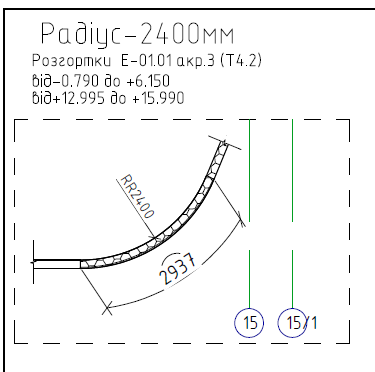 Радіус-2400мм
Розгортки Е-01.01 акр.3 (Т4.2)
від-0.790 до +6.150
від+12.995 до +15.990
RR2400
2937
15
15/1